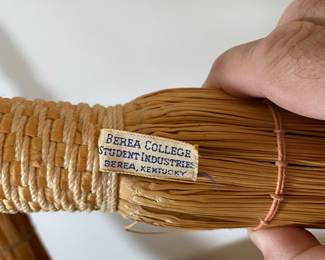 BEREA COLLEGE
STUDENT INDUSTRIES
BEREA, KENTUCKY